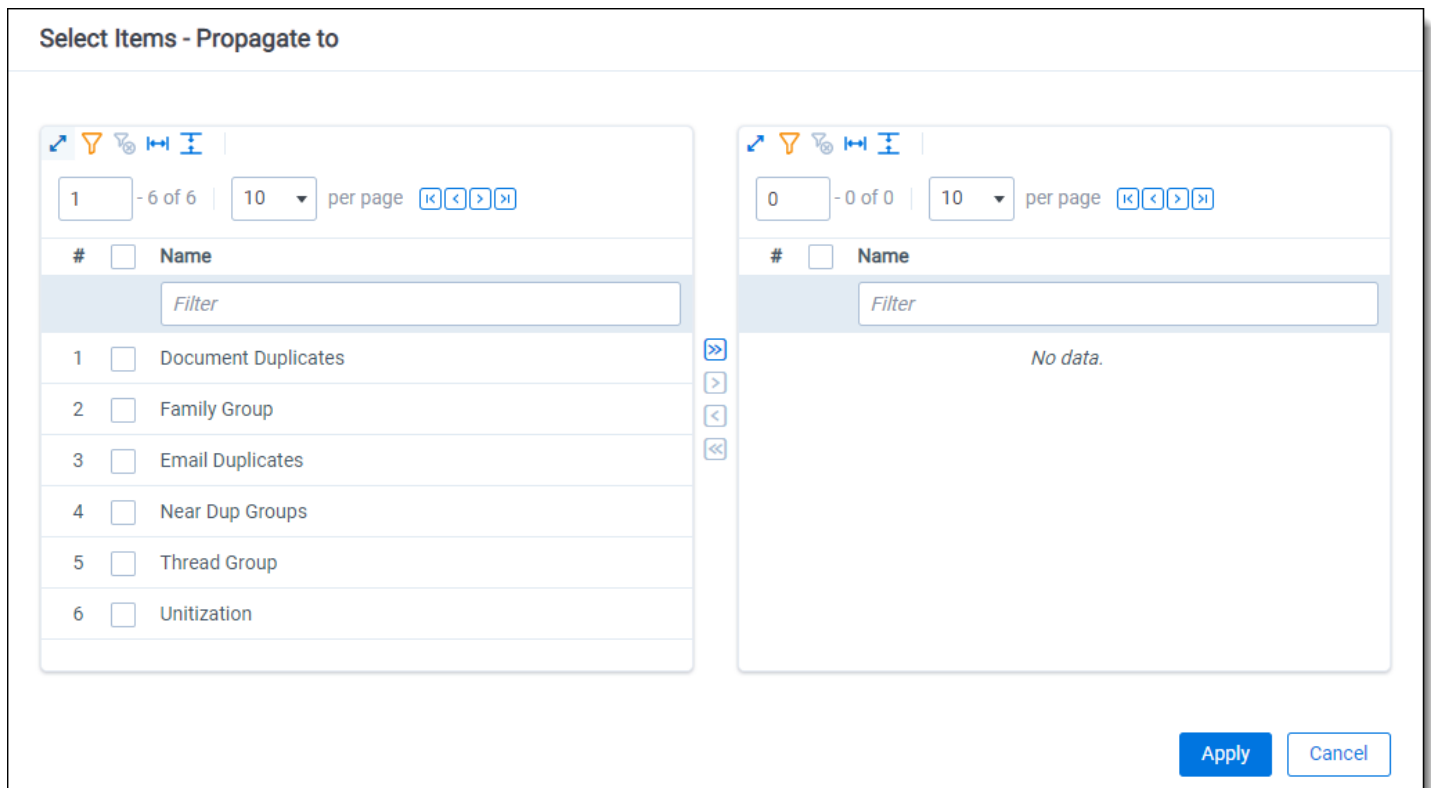 Select Items - Propagate to
1 - 6 of 6 10 per page
# Name
Filter
1 Document Duplicates
2 Family Group
3 Email Duplicates
4 Near Dup Groups
5 Thread Group
6 Unitization
0 - 0 of 0 10 per page
# Name
Filter
No data.
Apply Cancel